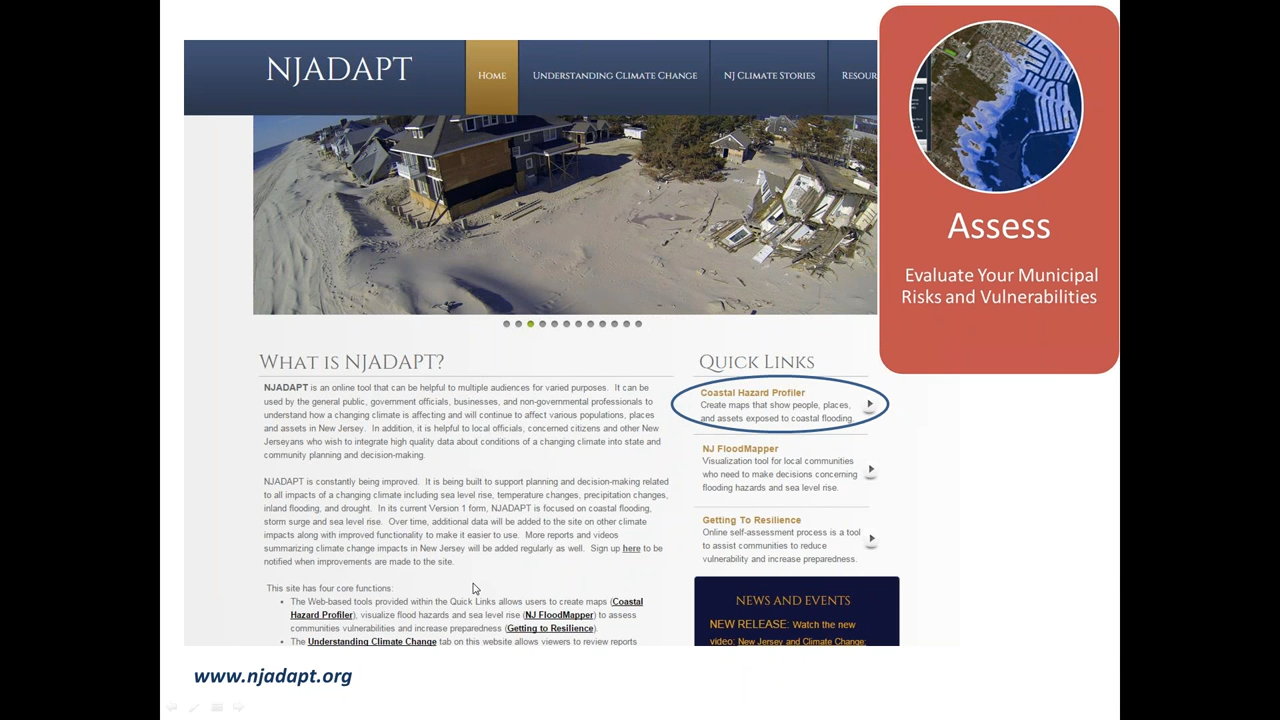 NJADAPT
HOME
UNDERSTANDING CLIMATE CHANGE
NJ CLIMATE STORIES
RESOUR
Assess
Evaluate Your Municipal
Risks and Vulnerabilities
WHAT IS NJADAPT?
NJADAPT is an online tool that can be helpful to multiple audiences for varied purposes. It can be
used by the general public, government officials, businesses, and non-governmental professionals to
understand how a changing climate is affecting and will continue to affect various populations, places
and assets in New Jersey. In addition, it is helpful to local officials, concerned citizens and other New
Jerseyans who wish to integrate high quality data about conditions of a changing climate into state and
community planning and decision-making.
NJADAPT is constantly being improved. It is being built to support planning and decision-making related
to all impacts of a changing climate including sea level rise, temperature changes, precipitation changes,
inland flooding, and drought. In its current Version 1 form, NJADAPT is focused on coastal flooding,
storm surge and sea level rise. Over time, additional data will be added to the site on other climate
impacts along with improved functionality to make it easier to use. More reports and videos
summarizing climate change impacts in New Jersey will be added regularly as well. Sign up here to be
notified when improvements are made to the site.
This site has four core functions:
• The Web-based tools provided within the Quick Links allows users to create maps (Coastal
Hazard Profiler), visualize flood hazards and sea level rise (NJ FloodMapper) to assess
communities vulnerabilities and increase preparedness (Getting to Resilience).
• The Understanding Climate Change tab on this website allows viewers to review reports
QUICK LINKS
Coastal Hazard Profiler
Create maps that show people, places,
and assets exposed to coastal flooding.
NJ FloodMapper
Visualization tool for local communities
who need to make decisions concerning
flooding hazards and sea level rise.
Getting To Resilience
Online self-assessment process is a tool
to assist communities to reduce
vulnerability and increase preparedness.
NEWS AND EVENTS
NEW RELEASE: Watch the new
video: New Jersey and Climate Change:
www.njadapt.org